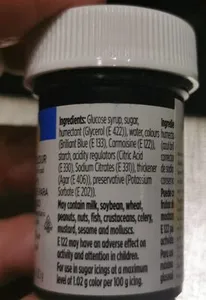 Ingredients: Glucose syrup, sugar,
humectant (Glycerol (E 422)), water, colours
(Brilliant Blue (E 133), Carmosine (E 122)),
starch, acidity regulators (Citric Acid
(E 330), Sodium Citrates (E 331)), thickener
(Agar (E 406)), preservative (Potassium
Sorbate (E 202)).
May contain milk, soybean, wheat,
peanuts, nuts, fish, crustaceans, celery,
mustard, sesame and molluscs.
E 122 may have an adverse effect on
activity and attention in children.
For use in sugar icings at a maximum
level of 1.02 g color per 100 g icing.